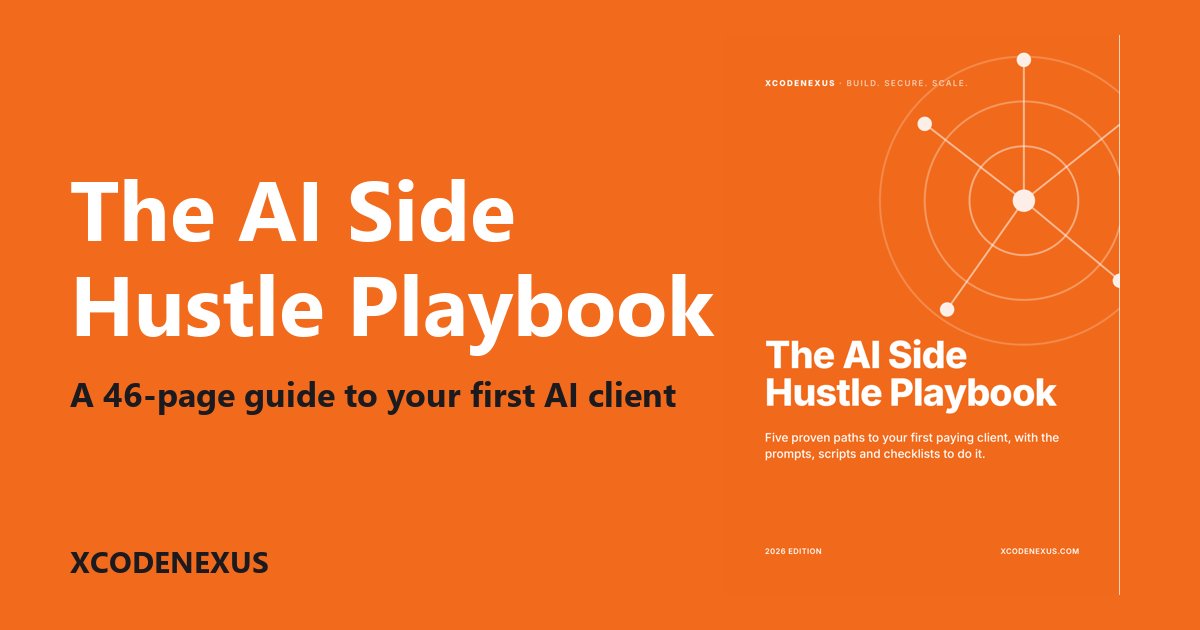 The AI Side
Hustle Playbook
A 46-page guide to your first AI client
XCODENEXUS
XCODENEXUS · BUILD. SECURE. SCALE.
The AI Side
Hustle Playbook
Five proven paths to your first paying client, with the
prompts, scripts and checklists to do it.
2026 EDITION
XCODENEXUS.COM